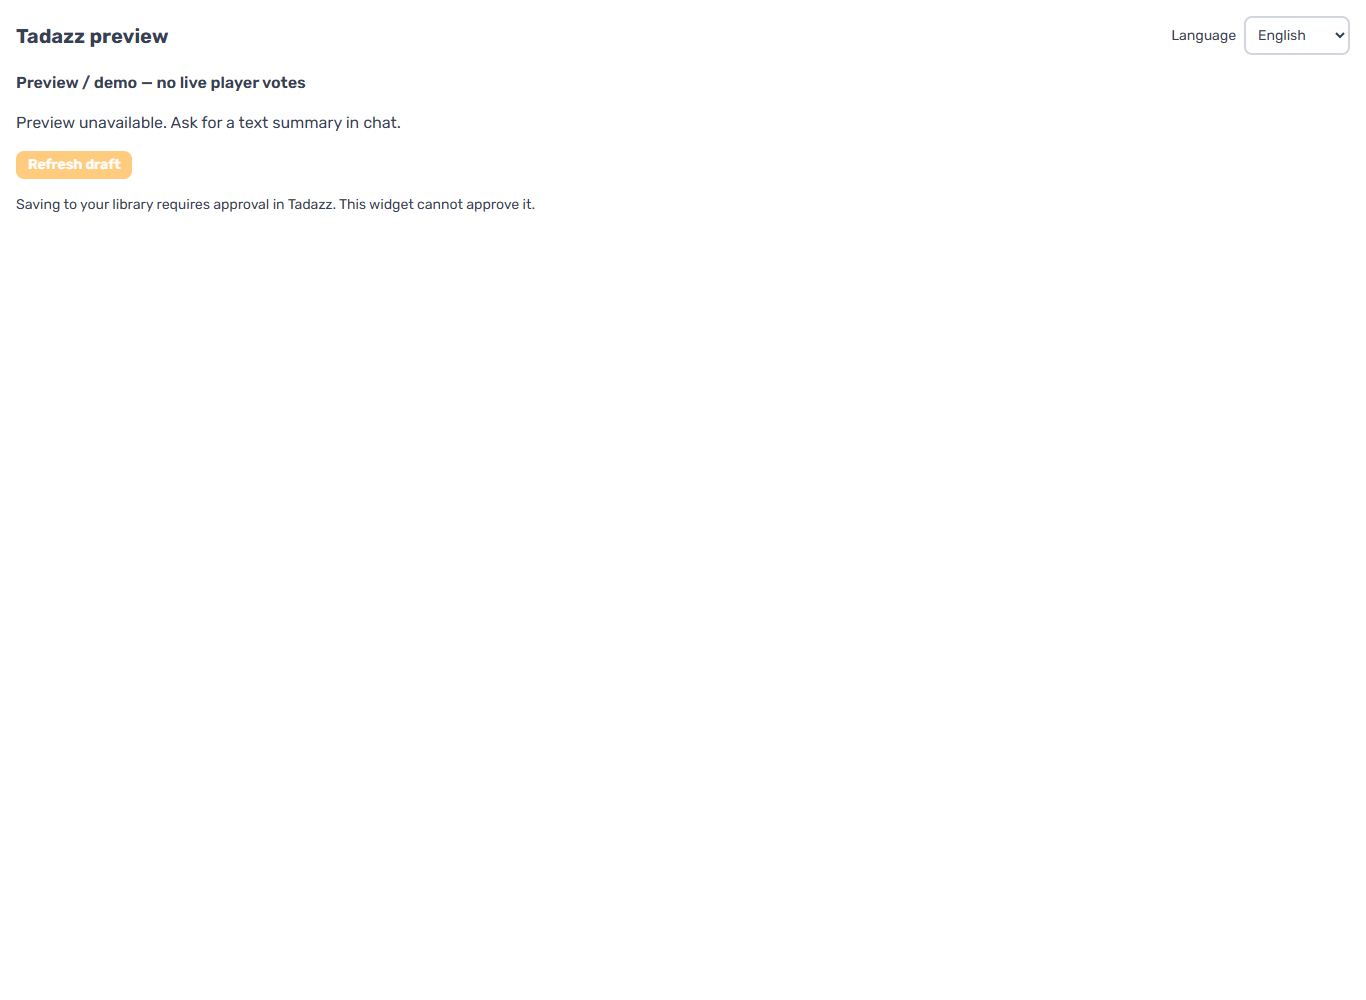 Tadazz preview
Language
English
Preview / demo — no live player votes
Preview unavailable. Ask for a text summary in chat.
Refresh draft
Saving to your library requires approval in Tadazz. This widget cannot approve it.